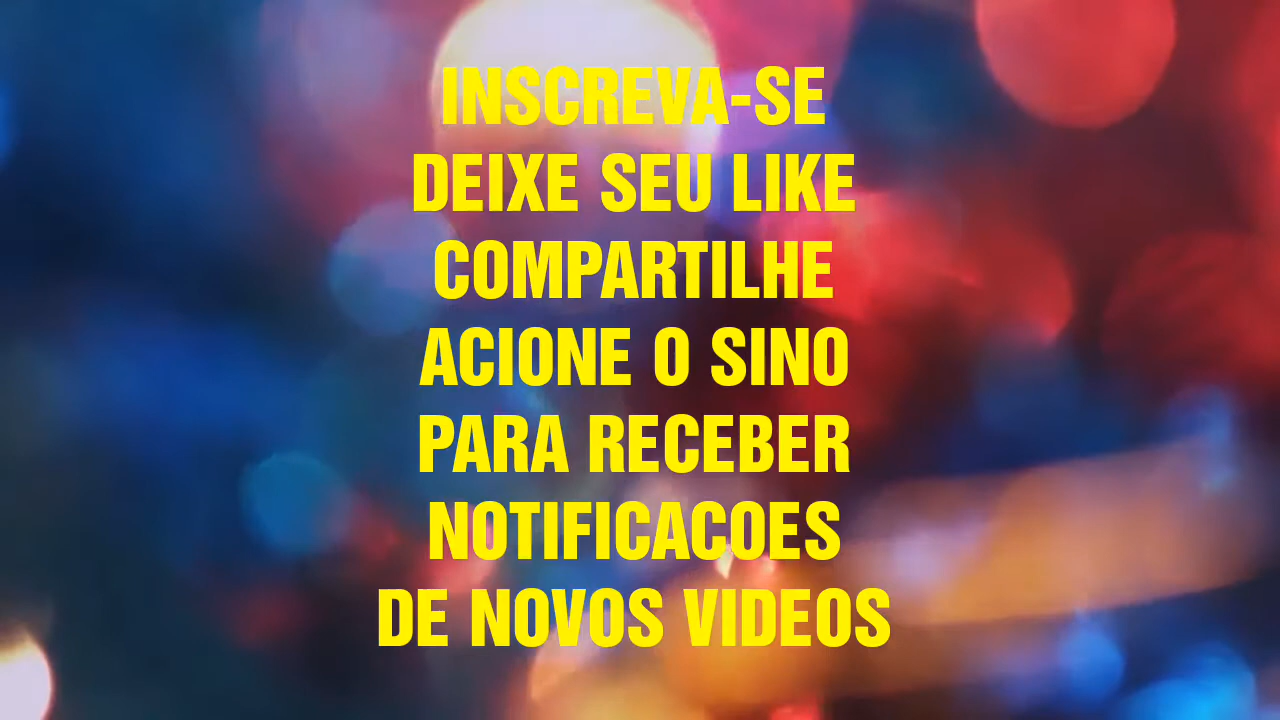 INSCREVA-SE
DEIXE SEU LIKE
COMPARTILHE
ACIONE O SINO
PARA RECEBER
NOTIFICACOES
DE NOVOS VIDEOS